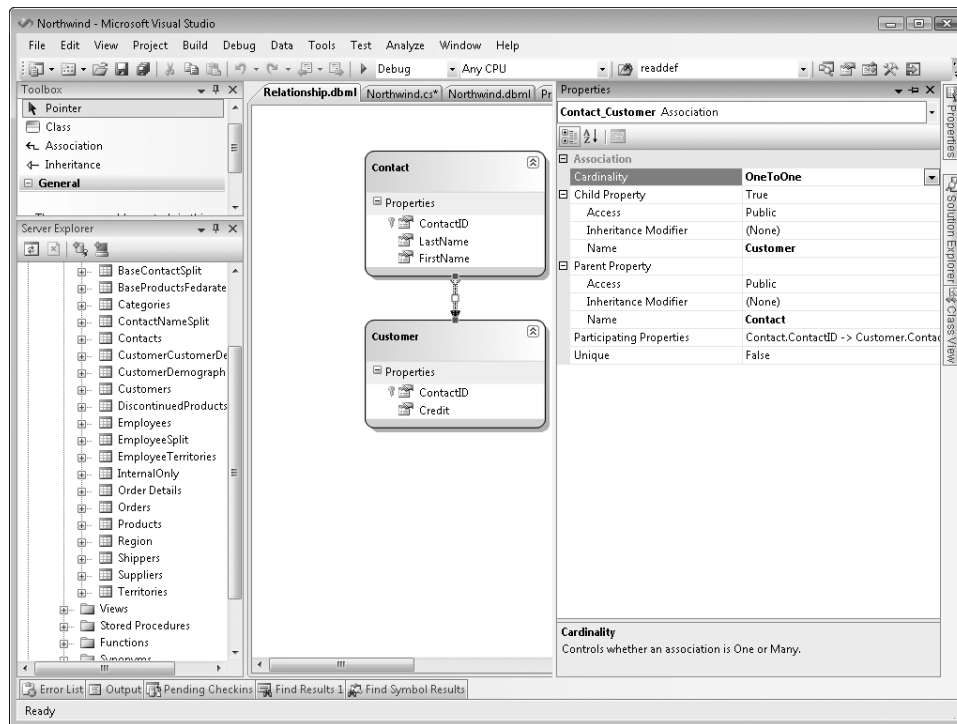 Northwind - Microsoft Visual Studio
File Edit View Project Build Debug Data Tools Test Analyze Window Help
Debug Any CPU readdef
Toolbox
Pointer
Class
Association
Inheritance
General
Server Explorer
BaseContactSplit
BaseProductsFedarate
Categories
ContactNameSplit
Contacts
CustomerCustomerDe
CustomerDemograph
Customers
DiscontinuedProducts
Employees
EmployeeSplit
EmployeeTerritories
InternalOnly
Order Details
Orders
Products
Region
Shippers
Suppliers
Territories
Views
Stored Procedures
Functions
Synonyms
Relationship.dbml Northwind.cs* Northwind.dbml Pr
Contact
Properties
ContactID
LastName
FirstName
Customer
Properties
ContactID
Credit
Properties
Contact_Customer Association
Association
Cardinality OneToOne
Child Property True
Access Public
Inheritance Modifier (None)
Name Customer
Parent Property
Access Public
Inheritance Modifier (None)
Name Contact
Participating Properties Contact.ContactID -> Customer.Contac
Unique False
Cardinality
Controls whether an association is One or Many.
Properties
Solution Explorer
Class View
Error List Output Pending Checkins Find Results 1 Find Symbol Results
Ready